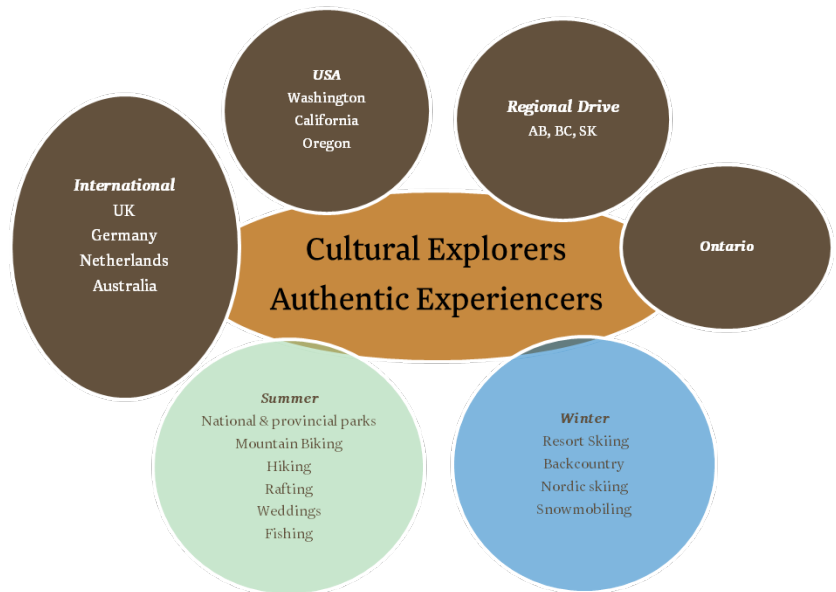 USA
Washington
California
Oregon
Regional Drive
AB, BC, SK
International
UK
Germany
Netherlands
Australia
Ontario
Cultural Explorers
Authentic Experiencers
Summer
National & provincial parks
Mountain Biking
Hiking
Rafting
Weddings
Fishing
Winter
Resort Skiing
Backcountry
Nordic skiing
Snowmobiling